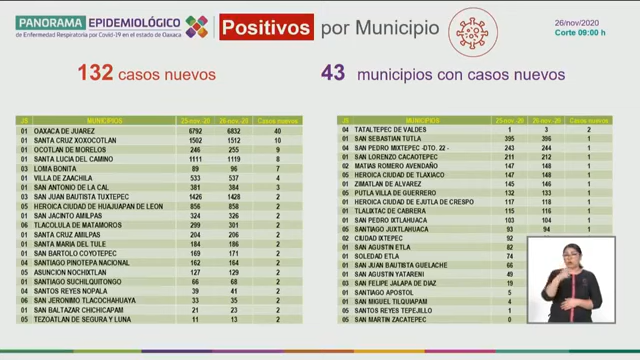 PANORAMA EPIDEMIOLÓGICO
de Enfermedad Respiratoria por Covid-19 en el estado de Oaxaca
Positivos por Municipio
26/nov/2020
Corte 09:00 h
132 casos nuevos
43 municipios con casos nuevos
JS MUNICIPIOS 25-nov.-20 26-nov.-20 Casos nuevos
01 OAXACA DE JUAREZ 6792 6832 40
01 SANTA CRUZ XOXOCOTLAN 1502 1512 10
01 OCOTLAN DE MORELOS 246 255 9
01 SANTA LUCIA DEL CAMINO 1111 1119 8
03 LOMA BONITA 89 96 7
01 VILLA DE ZAACHILA 533 537 4
01 SAN ANTONIO DE LA CAL 381 384 3
03 SAN JUAN BAUTISTA TUXTEPEC 1426 1428 2
05 HEROICA CIUDAD DE HUAJUAPAN DE LEON 856 858 2
01 SAN JACINTO AMILPAS 324 326 2
06 TLACOLULA DE MATAMOROS 299 301 2
01 SANTA CRUZ AMILPAS 204 206 2
01 SANTA MARIA DEL TULE 184 186 2
01 SAN BARTOLO COYOTEPEC 169 171 2
04 SANTIAGO PINOTEPA NACIONAL 162 164 2
05 ASUNCION NOCHIXTLAN 127 129 2
01 SANTIAGO SUCHILQUITONGO 66 68 2
04 SANTOS REYES NOPALA 39 41 2
06 SAN JERONIMO TLACOCHAHUAYA 33 35 2
01 SAN BALTAZAR CHICHICAPAM 21 23 2
05 TEZOATLAN DE SEGURA Y LUNA 11 13 2
JS MUNICIPIOS 25-nov.-20 26-nov.-20 Casos nuevos
04 TATALTEPEC DE VALDES 1 3 2
01 SAN SEBASTIAN TUTLA 395 396 1
04 SAN PEDRO MIXTEPEC -DTO. 22 - 243 244 1
01 SAN LORENZO CACAOTEPEC 211 212 1
02 MATIAS ROMERO AVENDAÑO 147 148 1
05 HEROICA CIUDAD DE TLAXIACO 147 148 1
01 ZIMATLAN DE ALVAREZ 145 146 1
05 PUTLA VILLA DE GUERRERO 132 133 1
01 HEROICA CIUDAD DE EJUTLA DE CRESPO 117 118 1
01 TLALIXTAC DE CABRERA 115 116 1
01 SAN PEDRO IXTLAHUACA 103 104 1
05 SANTIAGO JUXTLAHUACA 93 94 1
02 CIUDAD IXTEPEC 92
01 SAN AGUSTIN ETLA 82
01 SOLEDAD ETLA 74
01 SAN JUAN BAUTISTA GUELACHE 66
01 SAN AGUSTIN YATARENI 49
03 SAN FELIPE JALAPA DE DIAZ 19
01 SANTIAGO APOSTOL 5
01 SAN MIGUEL TILQUIAPAM 4
05 SANTOS REYES TEPEJILLO 1
05 SAN MARTIN ZACATEPEC 0